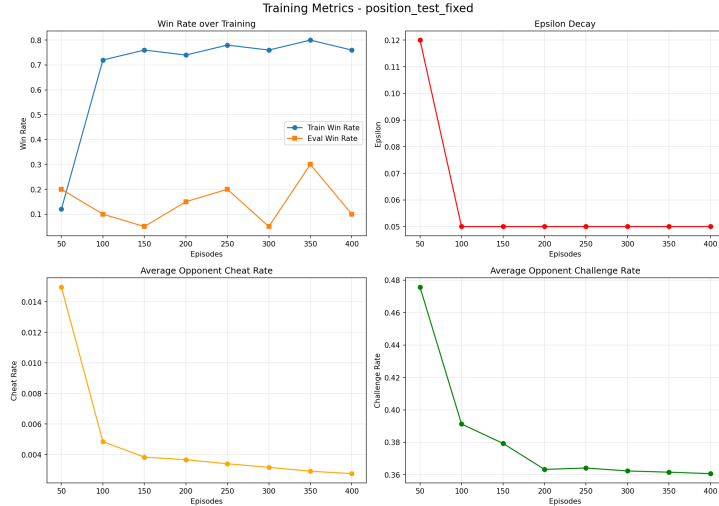 Training Metrics - position_test_fixed
Win Rate over Training
Win Rate
0.8
0.7
0.6
0.5
0.4
0.3
0.2
0.1
Train Win Rate
Eval Win Rate
50 100 150 200 250 300 350 400
Episodes
Epsilon Decay
Epsilon
0.12
0.11
0.10
0.09
0.08
0.07
0.06
0.05
50 100 150 200 250 300 350 400
Episodes
Average Opponent Cheat Rate
Cheat Rate
0.014
0.012
0.010
0.008
0.006
0.004
50 100 150 200 250 300 350 400
Episodes
Average Opponent Challenge Rate
Challenge Rate
0.48
0.46
0.44
0.42
0.40
0.38
0.36
50 100 150 200 250 300 350 400
Episodes